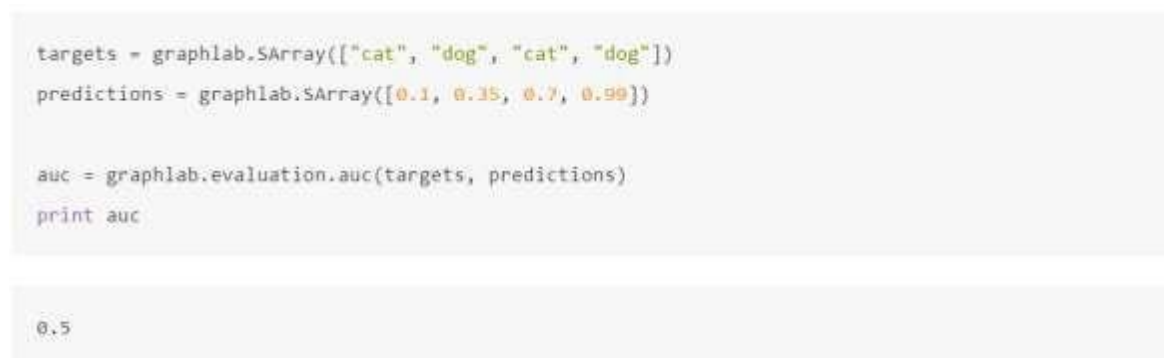 targets = graphlab.SArray(["cat", "dog", "cat", "dog"])
predictions = graphlab.SArray([0.1, 0.35, 0.7, 0.99])
auc = graphlab.evaluation.auc(targets, predictions)
print auc
0.5